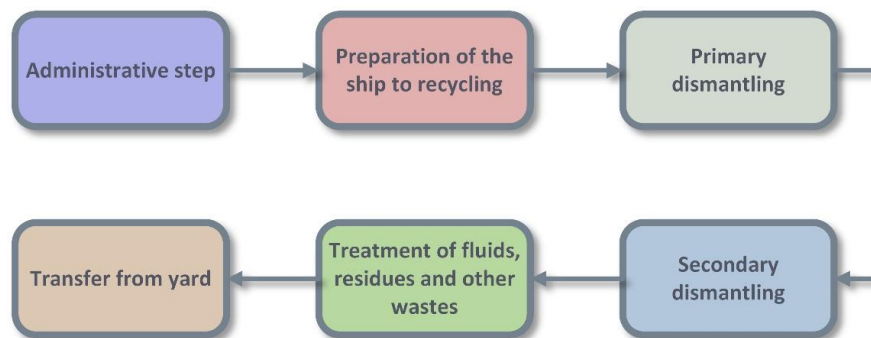 Administrative step
Preparation of the
ship to recycling
Primary
dismantling
Secondary
dismantling
Treatment of fluids,
residues and other
wastes
Transfer from yard